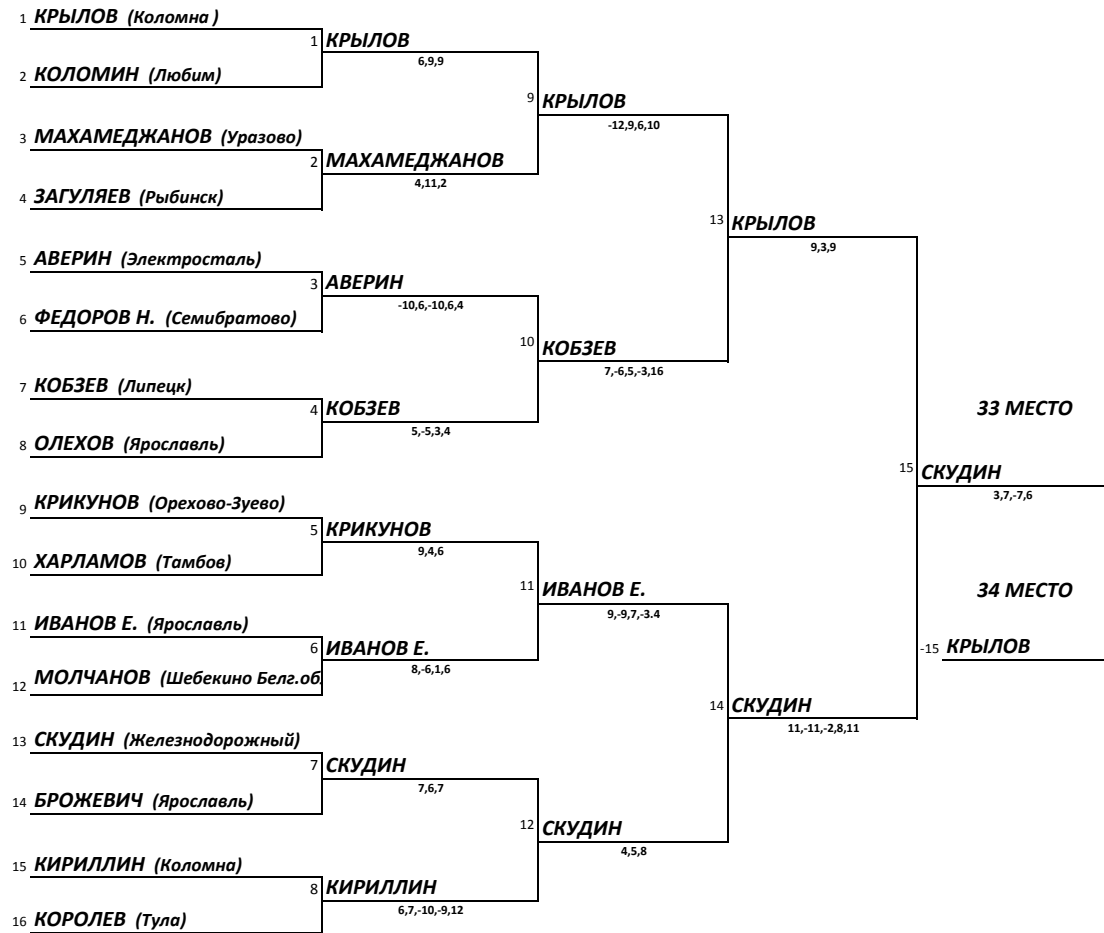 1 КРЫЛОВ (Коломна )
1 КРЫЛОВ
6,9,9
2 КОЛОМИН (Любим)
9 КРЫЛОВ
-12,9,6,10
3 МАХАМЕДЖАНОВ (Уразово)
2 МАХАМЕДЖАНОВ
4,11,2
4 ЗАГУЛЯЕВ (Рыбинск)
13 КРЫЛОВ
9,3,9
5 АВЕРИН (Электросталь)
3 АВЕРИН
-10,6,-10,6,4
6 ФЕДОРОВ Н. (Семибратово)
10 КОБЗЕВ
7,-6,5,-3,16
7 КОБЗЕВ (Липецк)
4 КОБЗЕВ
5,-5,3,4
33 МЕСТО
8 ОЛЕХОВ (Ярославль)
15 СКУДИН
3,7,-7,6
9 КРИКУНОВ (Орехово-Зуево)
5 КРИКУНОВ
9,4,6
10 ХАРЛАМОВ (Тамбов)
11 ИВАНОВ Е.
9,-9,7,-3.4
34 МЕСТО
11 ИВАНОВ Е. (Ярославль)
6 ИВАНОВ Е.
8,-6,1,6
-15 КРЫЛОВ
12 МОЛЧАНОВ (Шебекино Белг.об
14 СКУДИН
11,-11,-2,8,11
13 СКУДИН (Железнодорожный)
7 СКУДИН
7,6,7
14 БРОЖЕВИЧ (Ярославль)
12 СКУДИН
4,5,8
15 КИРИЛЛИН (Коломна)
8 КИРИЛЛИН
6,7,-10,-9,12
16 КОРОЛЕВ (Тула)